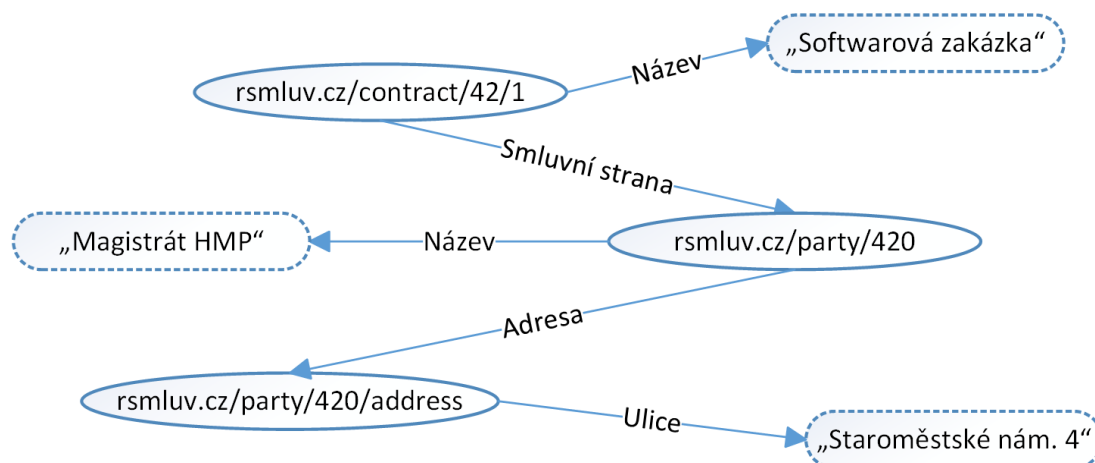 „Softwarová zakázka“
Název
rsmluv.cz/contract/42/1
Smluvní strana
„Magistrát HMP“
Název
rsmluv.cz/party/420
Adresa
rsmluv.cz/party/420/address
Ulice
„Staroměstské nám. 4“